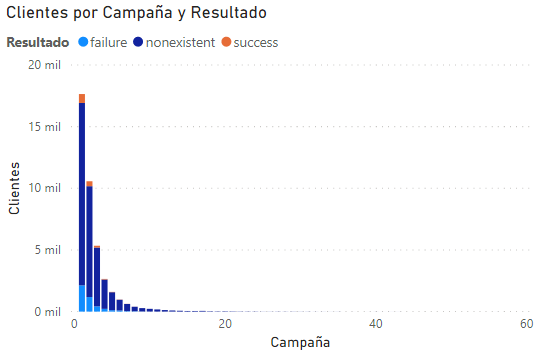 Clientes por Campaña y Resultado
Resultado failure nonexistent success
20 mil
15 mil
10 mil
5 mil
0 mil
Clientes
0 20 40 60
Campaña